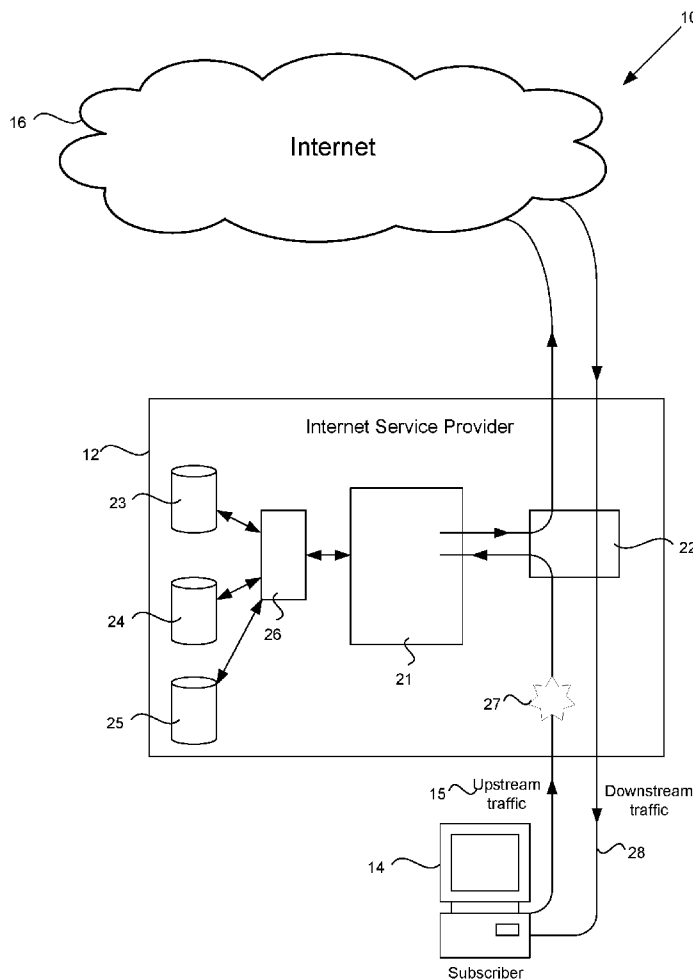 10
16
Internet
Internet Service Provider
12
23
22
24
26
21
25
27
15
Upstream
traffic
Downstream
traffic
14
28
Subscriber